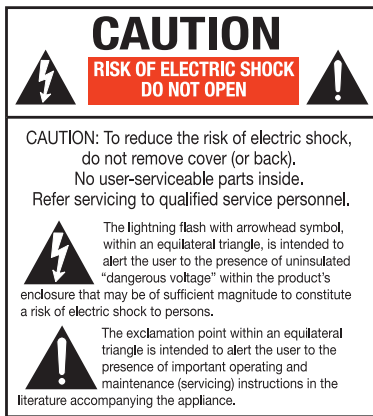 CAUTION
RISK OF ELECTRIC SHOCK
DO NOT OPEN
CAUTION: To reduce the risk of electric shock,
do not remove cover (or back).
No user-serviceable parts inside.
Refer servicing to qualified service personnel.
The lightning flash with arrowhead symbol,
within an equilateral triangle, is intended to
alert the user to the presence of uninsulated
“dangerous voltage” within the product’s
enclosure that may be of sufficient magnitude to constitute
a risk of electric shock to persons.
The exclamation point within an equilateral
triangle is intended to alert the user to the
presence of important operating and
maintenance (servicing) instructions in the
literature accompanying the appliance.